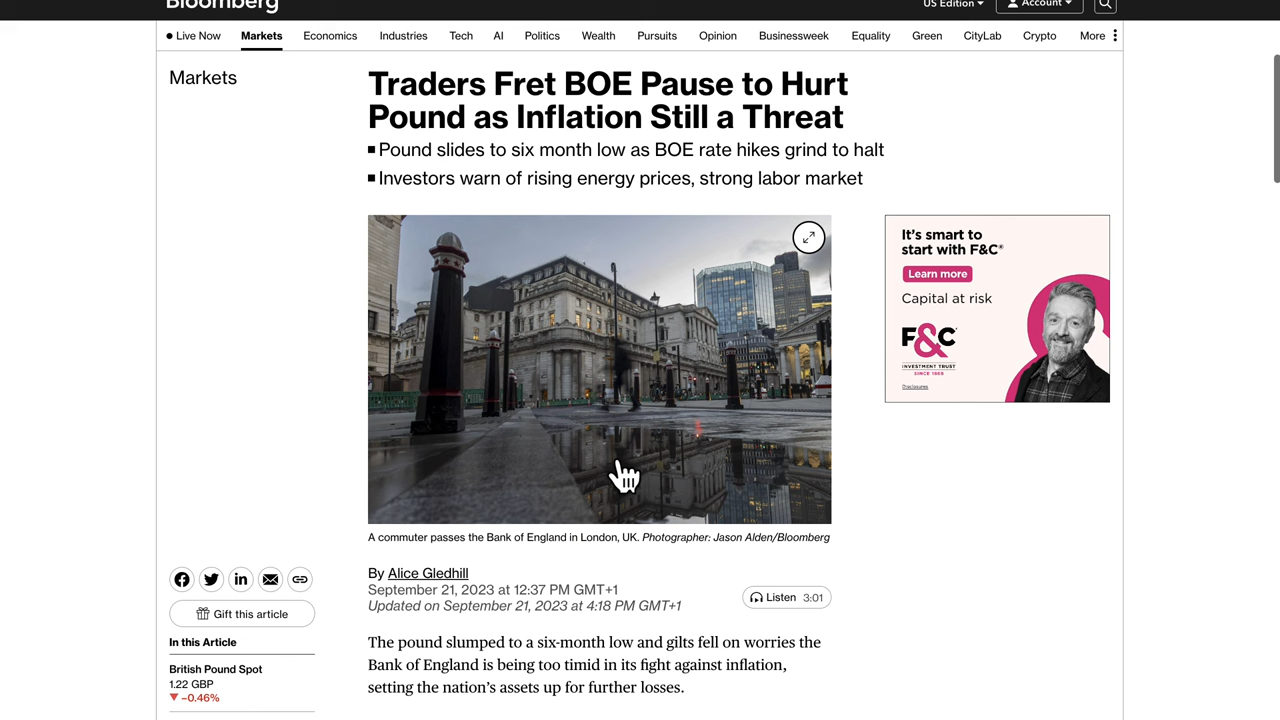 Bloomberg
US Edition
Account
Live Now
Markets
Economics
Industries
Tech
AI
Politics
Wealth
Pursuits
Opinion
Businessweek
Equality
Green
CityLab
Crypto
More
Markets
Traders Fret BOE Pause to Hurt
Pound as Inflation Still a Threat
Pound slides to six month low as BOE rate hikes grind to halt
Investors warn of rising energy prices, strong labor market
It's smart to
start with F&C®
Learn more
Capital at risk
F&C
INVESTMENT TRUST
SINCE 1868
Disclosures
A commuter passes the Bank of England in London, UK. Photographer: Jason Alden/Bloomberg
By Alice Gledhill
September 21, 2023 at 12:37 PM GMT+1
Updated on September 21, 2023 at 4:18 PM GMT+1
Listen 3:01
Gift this article
In this Article
British Pound Spot
1.22 GBP
▼ –0.46%
The pound slumped to a six-month low and gilts fell on worries the
Bank of England is being too timid in its fight against inflation,
setting the nation's assets up for further losses.